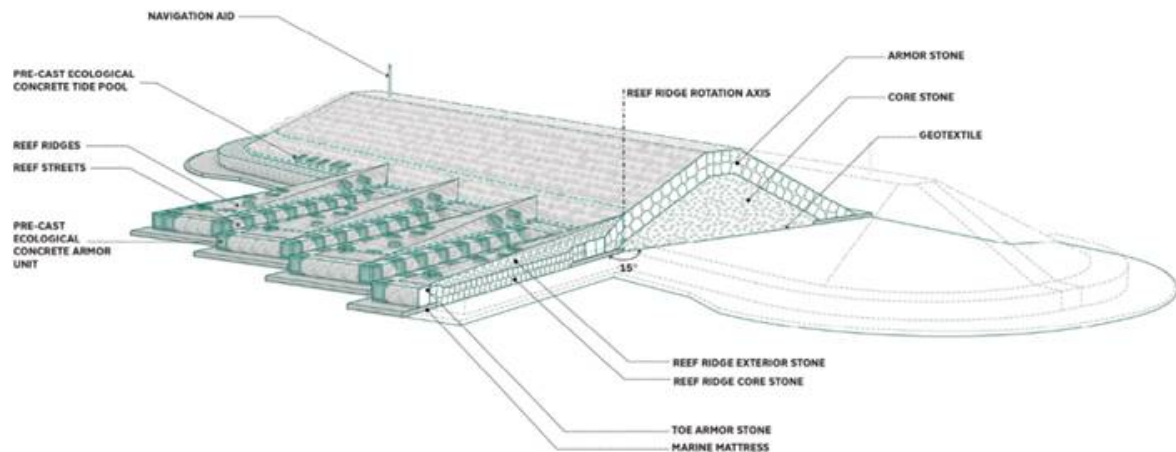 NAVIGATION AID
PRE-CAST ECOLOGICAL
CONCRETE TIDE POOL
REEF RIDGES
REEF STREETS
PRE-CAST
ECOLOGICAL
CONCRETE ARMOR
UNIT
REEF RIDGE ROTATION AXIS
ARMOR STONE
CORE STONE
GEOTEXTILE
15°
REEF RIDGE EXTERIOR STONE
REEF RIDGE CORE STONE
TOE ARMOR STONE
MARINE MATTRESS